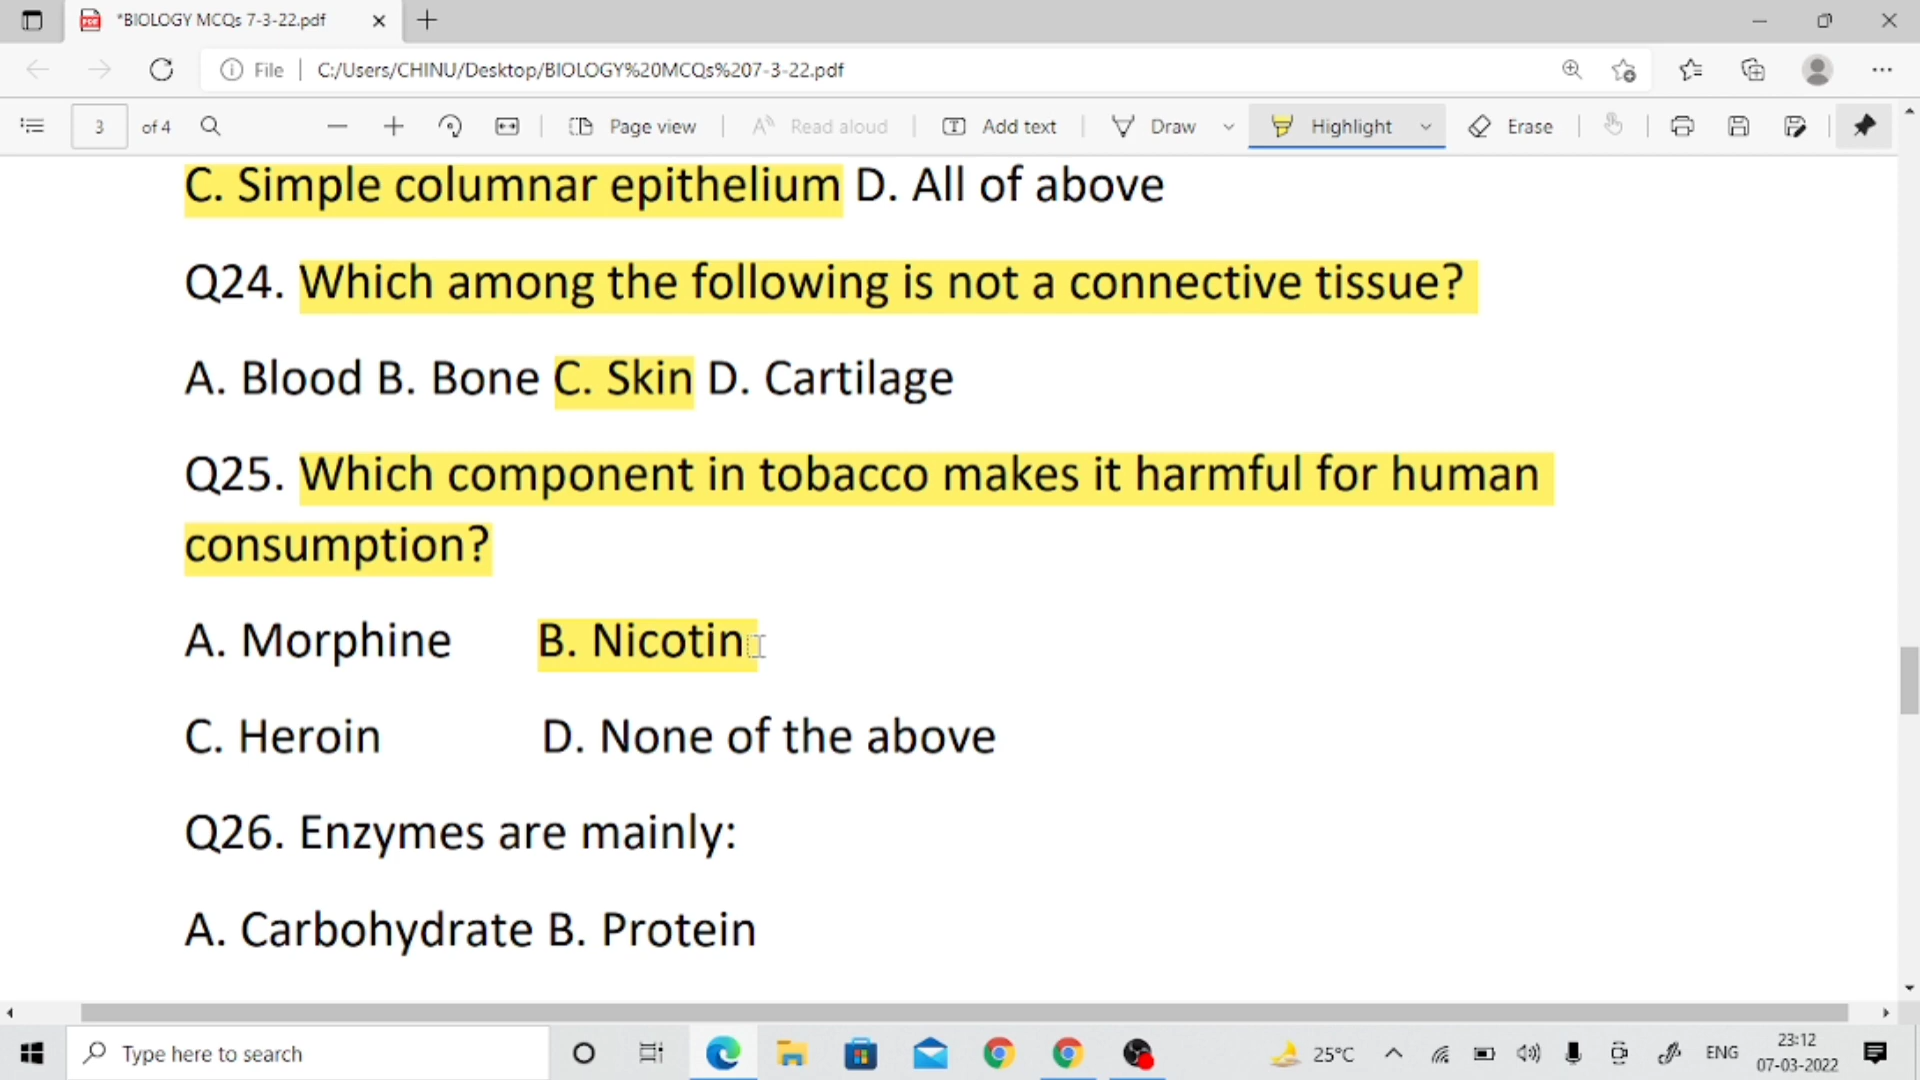 *BIOLOGY MCQs 7-3-22.pdf
File C:/Users/CHINU/Desktop/BIOLOGY%20MCQs%207-3-22.pdf
3 of 4 Page view Read aloud Add text Draw Highlight Erase
C. Simple columnar epithelium D. All of above
Q24. Which among the following is not a connective tissue?
A. Blood B. Bone C. Skin D. Cartilage
Q25. Which component in tobacco makes it harmful for human
consumption?
A. Morphine B. Nicotin
C. Heroin D. None of the above
Q26. Enzymes are mainly:
A. Carbohydrate B. Protein
Type here to search 25°C ENG 23:12
07-03-2022